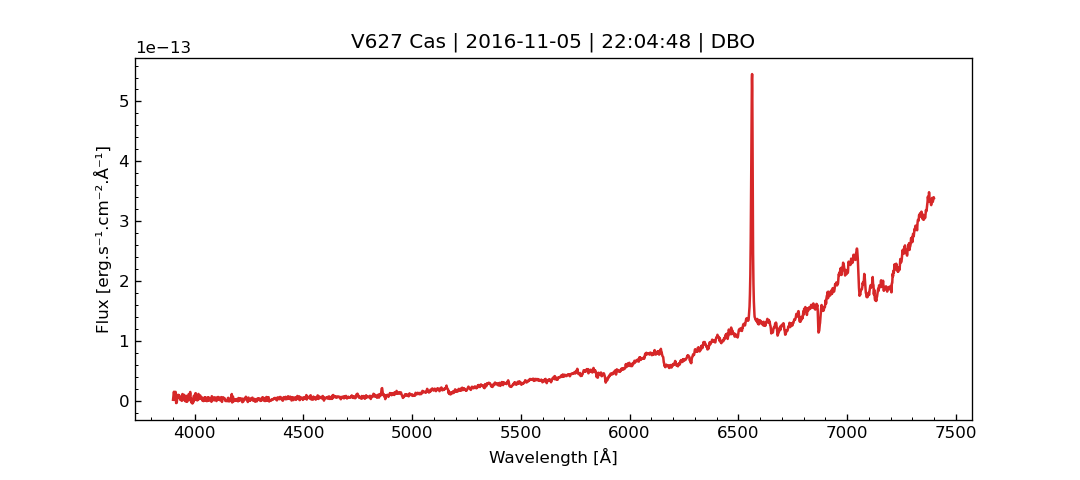 V627 Cas | 2016-11-05 | 22:04:48 | DBO
1e−13
5
4
3
2
1
0
Flux [erg.s⁻¹.cm⁻².Å⁻¹]
4000 4500 5000 5500 6000 6500 7000 7500
Wavelength [Å]